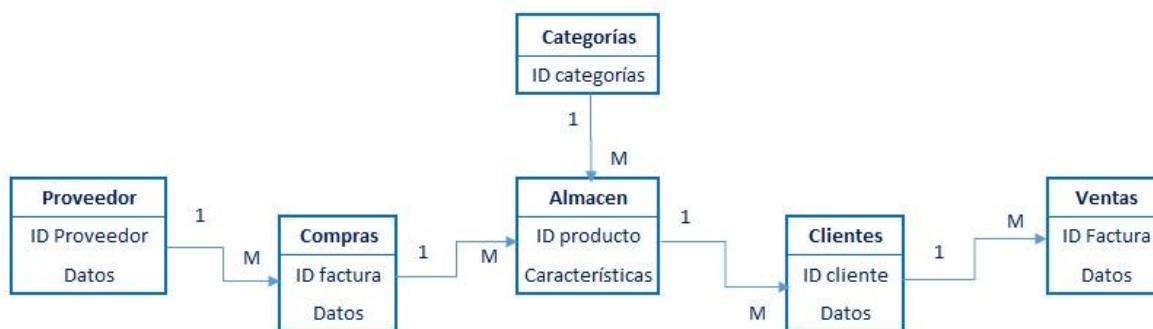 Categorías
ID categorías
1
M
Proveedor
ID Proveedor
Datos
1
M
Compras
ID factura
Datos
1
M
Almacen
ID producto
Características
1
M
Clientes
ID cliente
Datos
1
M
Ventas
ID Factura
Datos